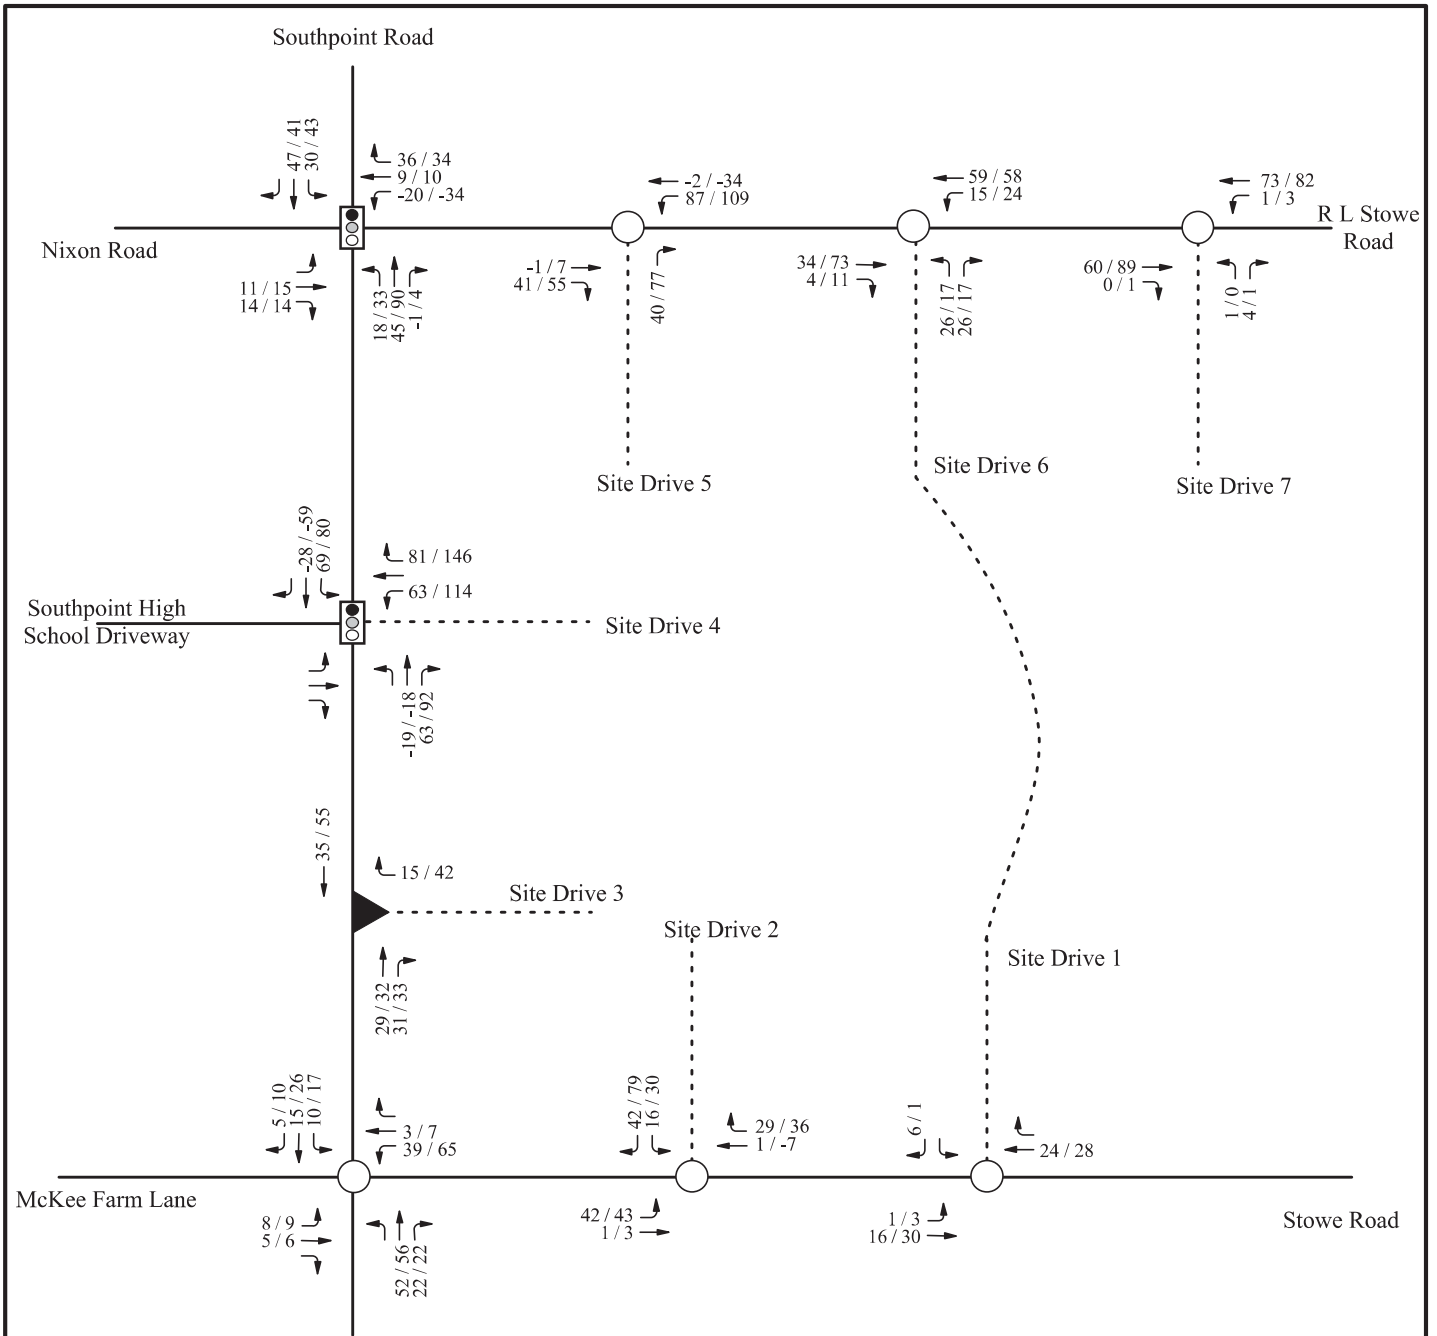 Southpoint Road
47 / 41
30 / 43
36 / 34
9 / 10
-20 / -34
-2 / -34
87 / 109
59 / 58
15 / 24
73 / 82
1 / 3
R L Stowe
Road
Nixon Road
11 / 15
14 / 14
18 / 33
45 / 90
-1 / 4
-1 / 7
41 / 55
40 / 77
34 / 73
4 / 11
26 / 17
26 / 17
60 / 89
0 / 1
1 / 0
4 / 1
Site Drive 5
Site Drive 6
Site Drive 7
-28 / -59
69 / 80
81 / 146
63 / 114
Southpoint High
School Driveway
Site Drive 4
-19 / -18
63 / 92
35 / 55
15 / 42
Site Drive 3
Site Drive 2
Site Drive 1
29 / 32
31 / 33
5 / 10
15 / 26
10 / 17
3 / 7
39 / 65
42 / 79
16 / 30
29 / 36
1 / -7
6 / 1
24 / 28
McKee Farm Lane
8 / 9
5 / 6
52 / 56
22 / 22
42 / 43
1 / 3
1 / 3
16 / 30
Stowe Road